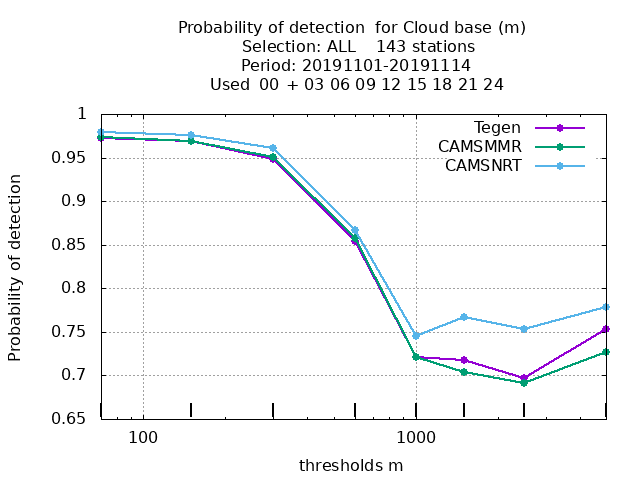 Probability of detection  for Cloud base (m)
Selection: ALL    143 stations
Period: 20191101-20191114
Used  00 + 03 06 09 12 15 18 21 24
Tegen
CAMSMMR
CAMSNRT
1
0.95
0.9
0.85
0.8
0.75
0.7
0.65
Probability of detection
100
1000
thresholds m